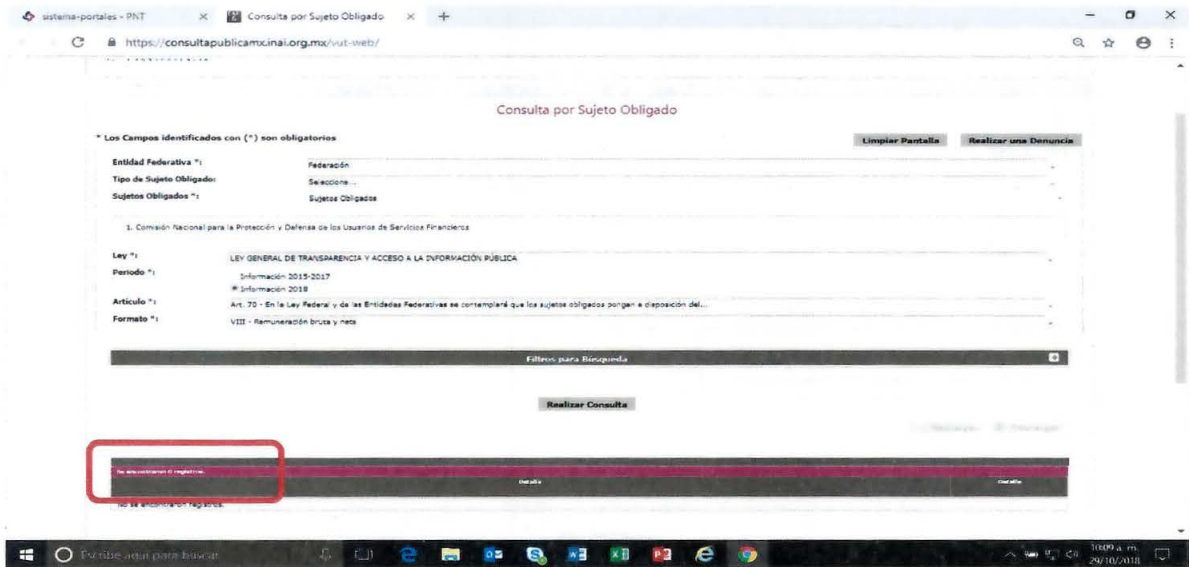 sistema-portales - PNT
Consulta por Sujeto Obligado
https://consultapublicamx.inai.org.mx/vut-web/
Consulta por Sujeto Obligado
* Los Campos identificados con (*) son obligatorios
Limpiar Pantalla
Realizar una Denuncia
Entidad Federativa *: Federación
Tipo de Sujeto Obligado: Seleccione...
Sujetos Obligados *: Sujetos Obligados
1. Comisión Nacional para la Protección y Defensa de los Usuarios de Servicios Financieros
Ley *: LEY GENERAL DE TRANSPARENCIA Y ACCESO A LA INFORMACIÓN PÚBLICA
Periodo *: Información 2015-2017
Información 2018
Artículo *: Art. 70 - En la Ley Federal y de las Entidades Federativas se contemplará que los sujetos obligados pongan a disposición del...
Formato *: VIII - Remuneración bruta y neta
Filtros para Búsqueda
Realizar Consulta
Descargar
Se encontraron 0 registros.
Detalle
Detalle
No se encontraron registros.
Escribe aquí para buscar
10:09 a. m.
29/10/2018